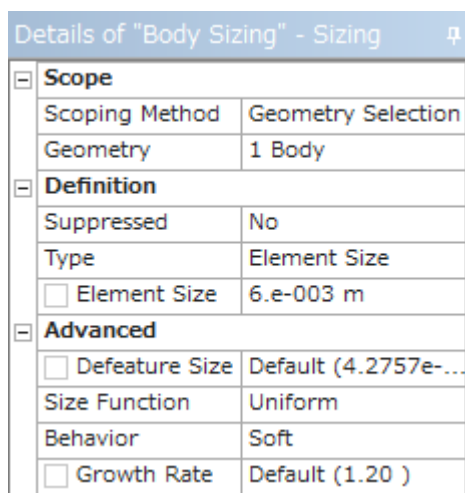 Details of "Body Sizing" - Sizing
Scope
Scoping Method Geometry Selection
Geometry 1 Body
Definition
Suppressed No
Type Element Size
Element Size 6.e-003 m
Advanced
Defeature Size Default (4.2757e-...
Size Function Uniform
Behavior Soft
Growth Rate Default (1.20 )